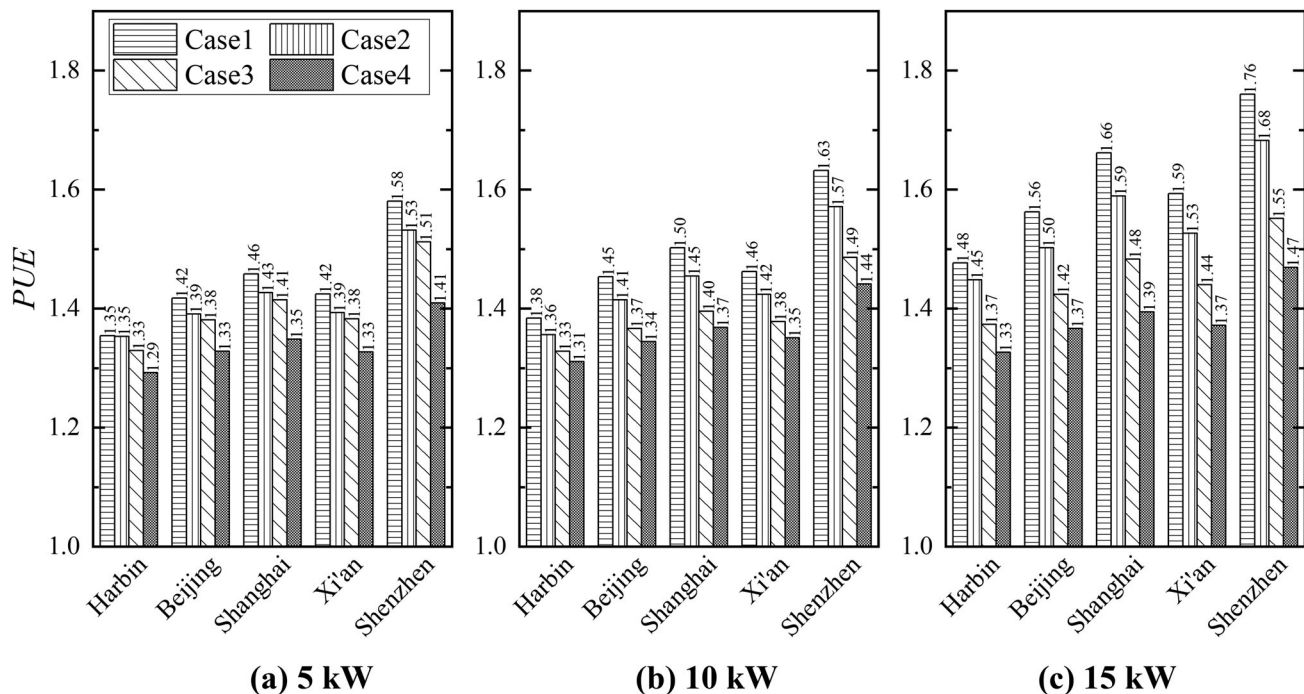 PUE
Case1 Case2
Case3 Case4
1.8
1.6
1.4
1.2
1.0
1.35 1.35 1.33 1.29
1.42 1.39 1.38 1.33
1.46 1.43 1.41 1.35
1.42 1.39 1.38 1.33
1.58 1.53 1.51 1.41
Harbin Beijing Shanghai Xi'an Shenzhen
(a) 5 kW
1.8
1.6
1.4
1.2
1.0
1.38 1.36 1.33 1.31
1.45 1.41 1.37 1.34
1.50 1.45 1.40 1.37
1.46 1.42 1.38 1.35
1.63 1.57 1.49 1.44
Harbin Beijing Shanghai Xi'an Shenzhen
(b) 10 kW
1.8
1.6
1.4
1.2
1.0
1.48 1.45 1.37 1.33
1.56 1.50 1.42 1.37
1.66 1.59 1.48 1.39
1.59 1.53 1.44 1.37
1.76 1.68 1.55 1.47
Harbin Beijing Shanghai Xi'an Shenzhen
(c) 15 kW